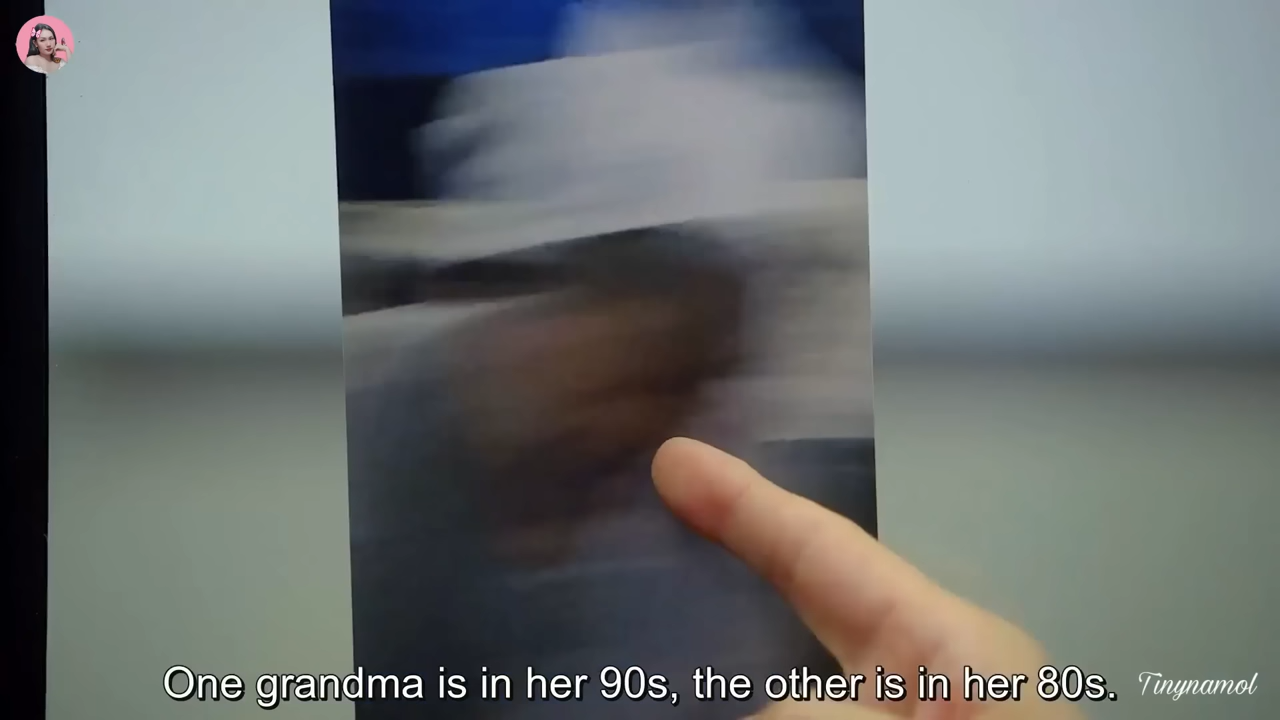 One grandma is in her 90s, the other is in her 80s.
Tinynamol